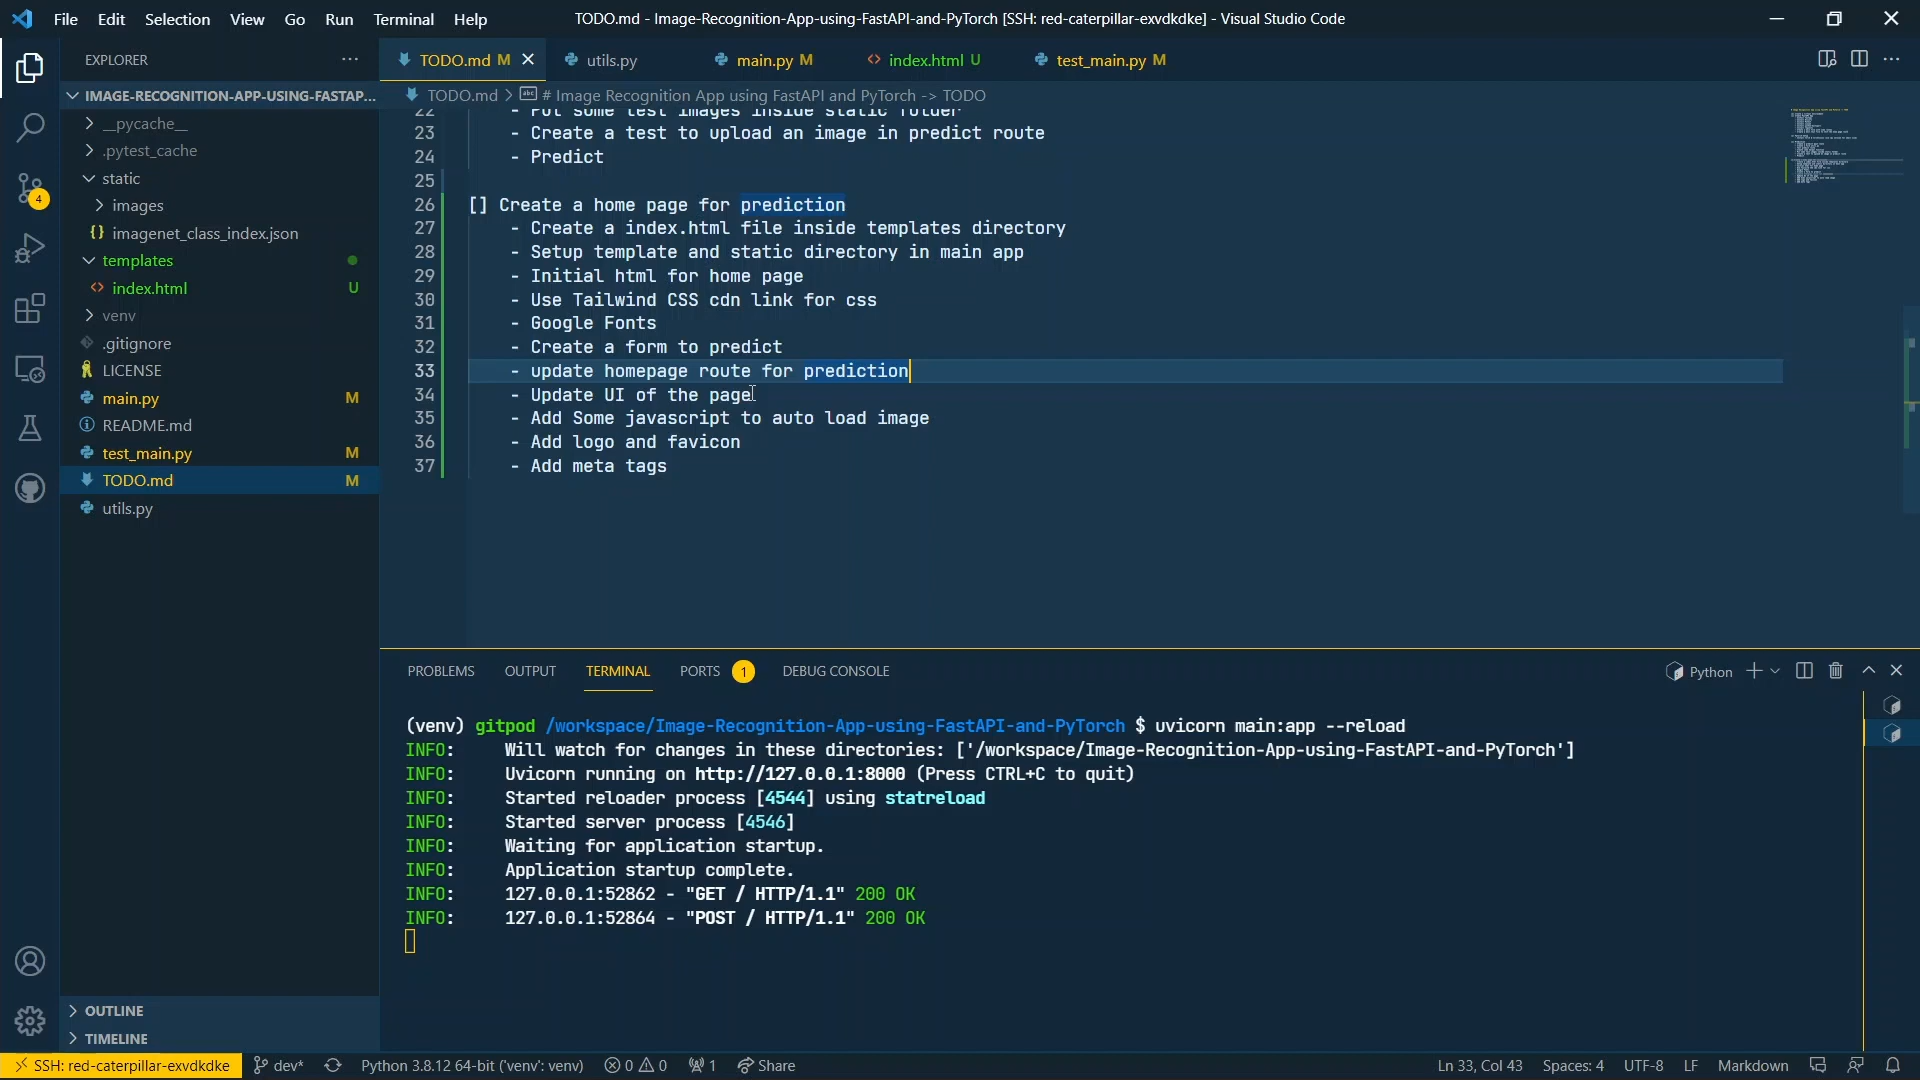 File Edit Selection View Go Run Terminal Help
TODO.md - Image-Recognition-App-using-FastAPI-and-PyTorch [SSH: red-caterpillar-exvdkdke] - Visual Studio Code
EXPLORER
TODO.md M
utils.py
main.py M
index.html U
test_main.py M
IMAGE-RECOGNITION-APP-USING-FASTAP...
TODO.md > # Image Recognition App using FastAPI and PyTorch -> TODO
__pycache__
.pytest_cache
static
images
imagenet_class_index.json
templates
index.html U
venv
.gitignore
LICENSE
main.py M
README.md
test_main.py M
TODO.md M
utils.py
OUTLINE
TIMELINE
4
22 - Put some test images inside static folder
23 - Create a test to upload an image in predict route
24 - Predict
25
26 [] Create a home page for prediction
27 - Create a index.html file inside templates directory
28 - Setup template and static directory in main app
29 - Initial html for home page
30 - Use Tailwind CSS cdn link for css
31 - Google Fonts
32 - Create a form to predict
33 - update homepage route for prediction
34 - Update UI of the page
35 - Add Some javascript to auto load image
36 - Add logo and favicon
37 - Add meta tags
PROBLEMS OUTPUT TERMINAL PORTS 1 DEBUG CONSOLE
Python
(venv) gitpod /workspace/Image-Recognition-App-using-FastAPI-and-PyTorch $ uvicorn main:app --reload
INFO: Will watch for changes in these directories: ['/workspace/Image-Recognition-App-using-FastAPI-and-PyTorch']
INFO: Uvicorn running on http://127.0.0.1:8000 (Press CTRL+C to quit)
INFO: Started reloader process [4544] using statreload
INFO: Started server process [4546]
INFO: Waiting for application startup.
INFO: Application startup complete.
INFO: 127.0.0.1:52862 - "GET / HTTP/1.1" 200 OK
INFO: 127.0.0.1:52864 - "POST / HTTP/1.1" 200 OK
SSH: red-caterpillar-exvdkdke dev* Python 3.8.12 64-bit ('venv': venv) 0 0 1 Share
Ln 33, Col 43 Spaces: 4 UTF-8 LF Markdown